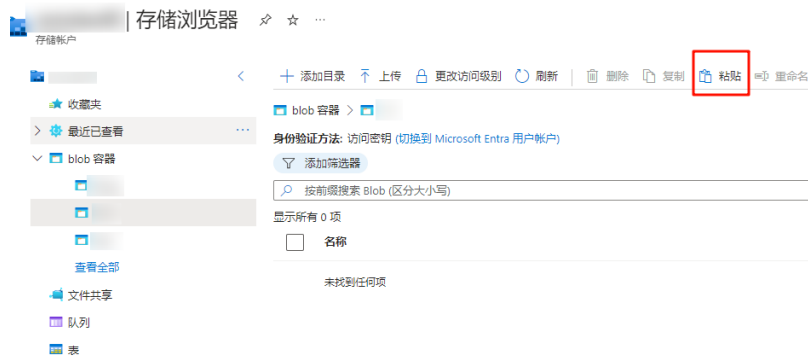 | 存储浏览器 ...
存储帐户
添加目录 上传 更改访问级别 刷新 | 删除 复制 粘贴 重命名
收藏夹
blob 容器 >
最近已查看 ...
身份验证方法: 访问密钥 (切换到 Microsoft Entra 用户帐户)
blob 容器
添加筛选器
按前缀搜索 Blob (区分大小写)
显示所有 0 项
名称
查看全部
未找到任何项
文件共享
队列
表